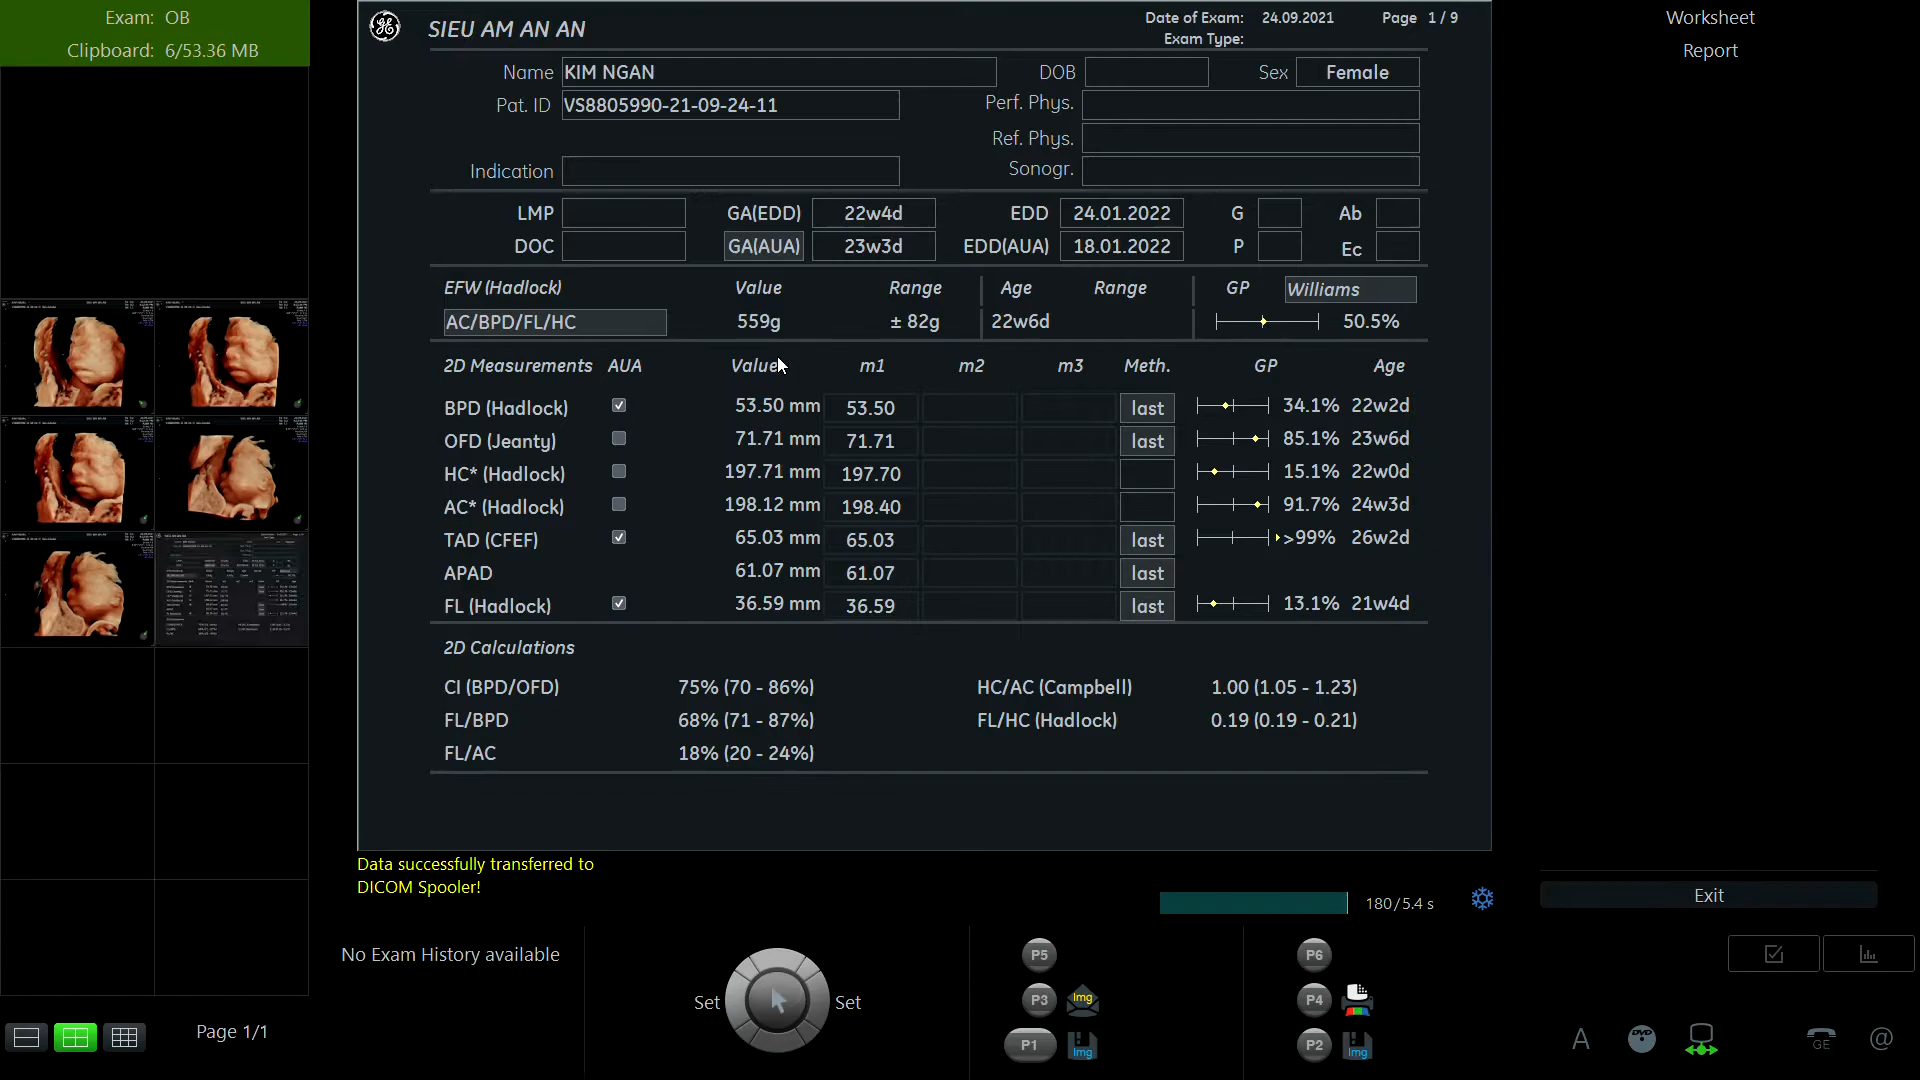 Exam: OB
Clipboard: 6/53.36 MB
SIEU AM AN AN
Date of Exam: 24.09.2021 Page 1 / 9
Exam Type:
Name KIM NGAN DOB Sex Female
Pat. ID VS8805990-21-09-24-11 Perf. Phys.
Ref. Phys.
Indication Sonogr.
LMP GA(EDD) 22w4d EDD 24.01.2022 G Ab
DOC GA(AUA) 23w3d EDD(AUA) 18.01.2022 P Ec
EFW (Hadlock) Value Range Age Range GP Williams
AC/BPD/FL/HC 559g ± 82g 22w6d 50.5%
2D Measurements AUA Value m1 m2 m3 Meth. GP Age
BPD (Hadlock) 53.50 mm 53.50 last 34.1% 22w2d
OFD (Jeanty) 71.71 mm 71.71 last 85.1% 23w6d
HC* (Hadlock) 197.71 mm 197.70 15.1% 22w0d
AC* (Hadlock) 198.12 mm 198.40 91.7% 24w3d
TAD (CFEF) 65.03 mm 65.03 last >99% 26w2d
APAD 61.07 mm 61.07 last
FL (Hadlock) 36.59 mm 36.59 last 13.1% 21w4d
2D Calculations
CI (BPD/OFD) 75% (70 - 86%) HC/AC (Campbell) 1.00 (1.05 - 1.23)
FL/BPD 68% (71 - 87%) FL/HC (Hadlock) 0.19 (0.19 - 0.21)
FL/AC 18% (20 - 24%)
Data successfully transferred to
DICOM Spooler!
180/5.4 s
Worksheet
Report
Exit
No Exam History available
Set Set
P5 P6
P3 Img P4
P1 Img P2 Img
Page 1/1
A DVD GE @